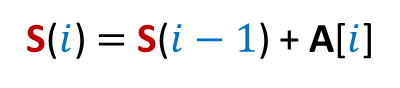 S(i) = S(i − 1) + A[i]